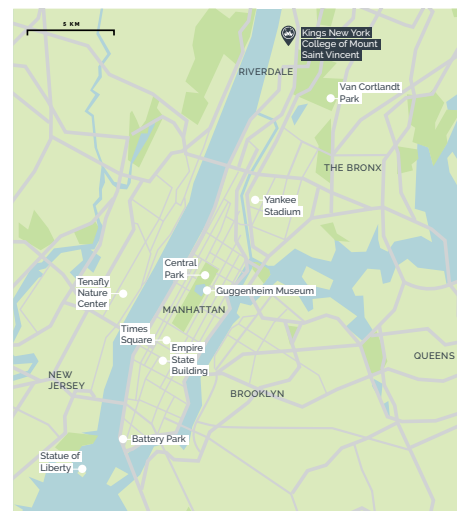 5 KM
Kings New York
College of Mount
Saint Vincent
RIVERDALE
Van Cortlandt
Park
THE BRONX
Yankee
Stadium
Central
Park
Tenafly
Nature
Center
Guggenheim Museum
MANHATTAN
Times
Square
Empire
State
Building
QUEENS
NEW
JERSEY
BROOKLYN
Battery Park
Statue of
Liberty